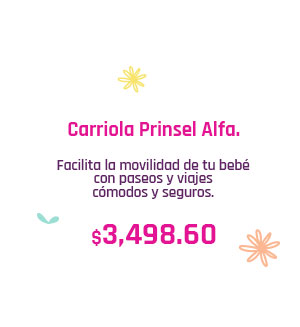 Carriola Prinsel Alfa.
Facilita la movilidad de tu bebé
con paseos y viajes
cómodos y seguros.
$3,498.60